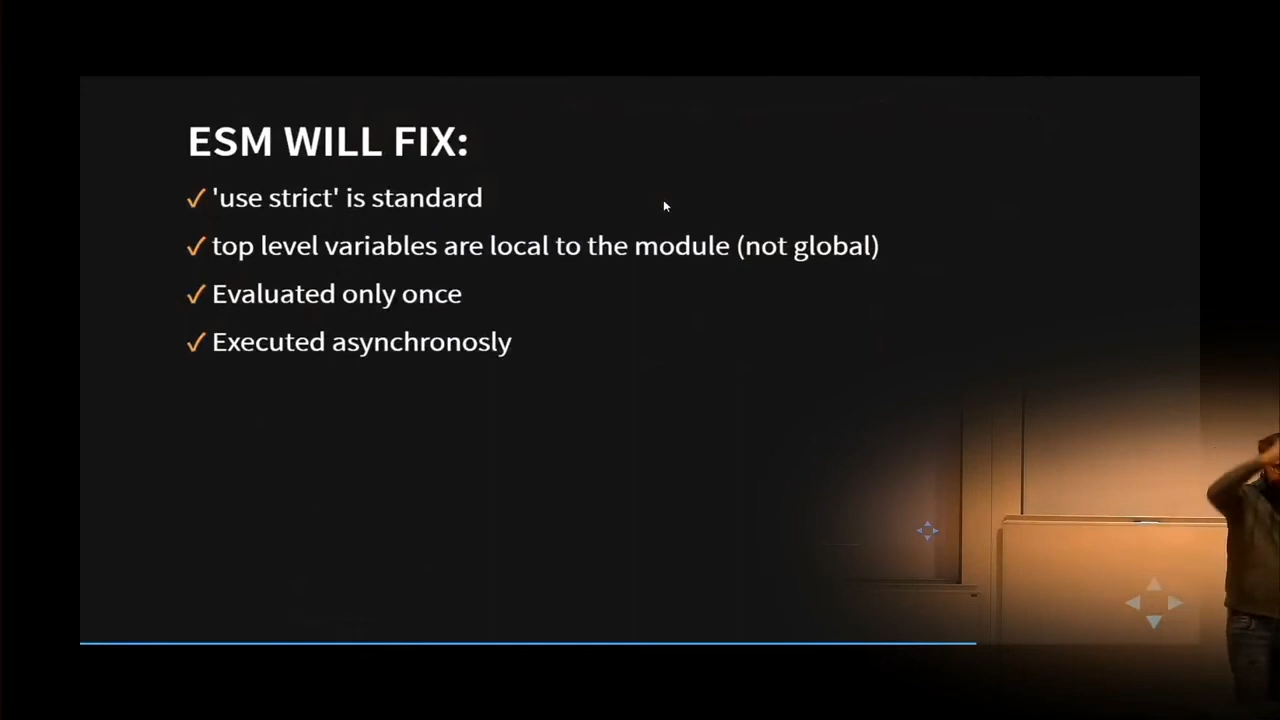 ESM WILL FIX:
✓ 'use strict' is standard
✓ top level variables are local to the module (not global)
✓ Evaluated only once
✓ Executed asynchronosly